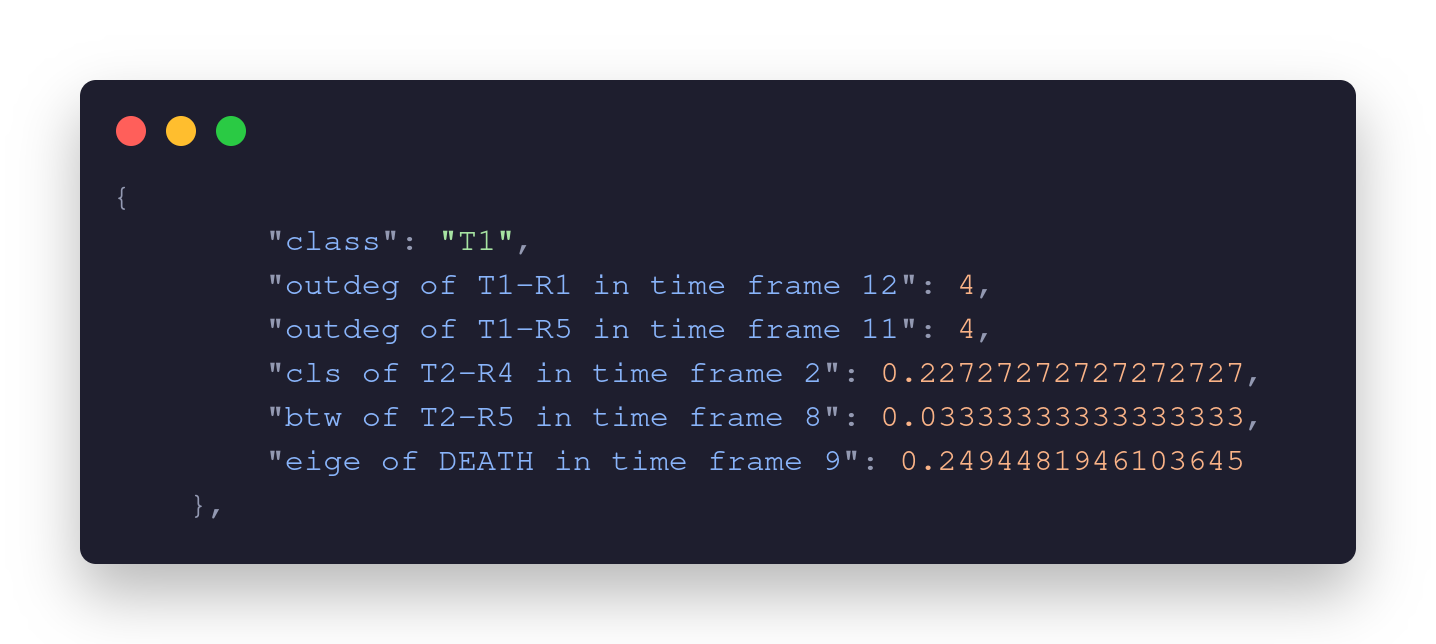 {
"class": "T1",
"outdeg of T1-R1 in time frame 12": 4,
"outdeg of T1-R5 in time frame 11": 4,
"cls of T2-R4 in time frame 2": 0.22727272727272727,
"btw of T2-R5 in time frame 8": 0.03333333333333333,
"eige of DEATH in time frame 9": 0.2494481946103645
},